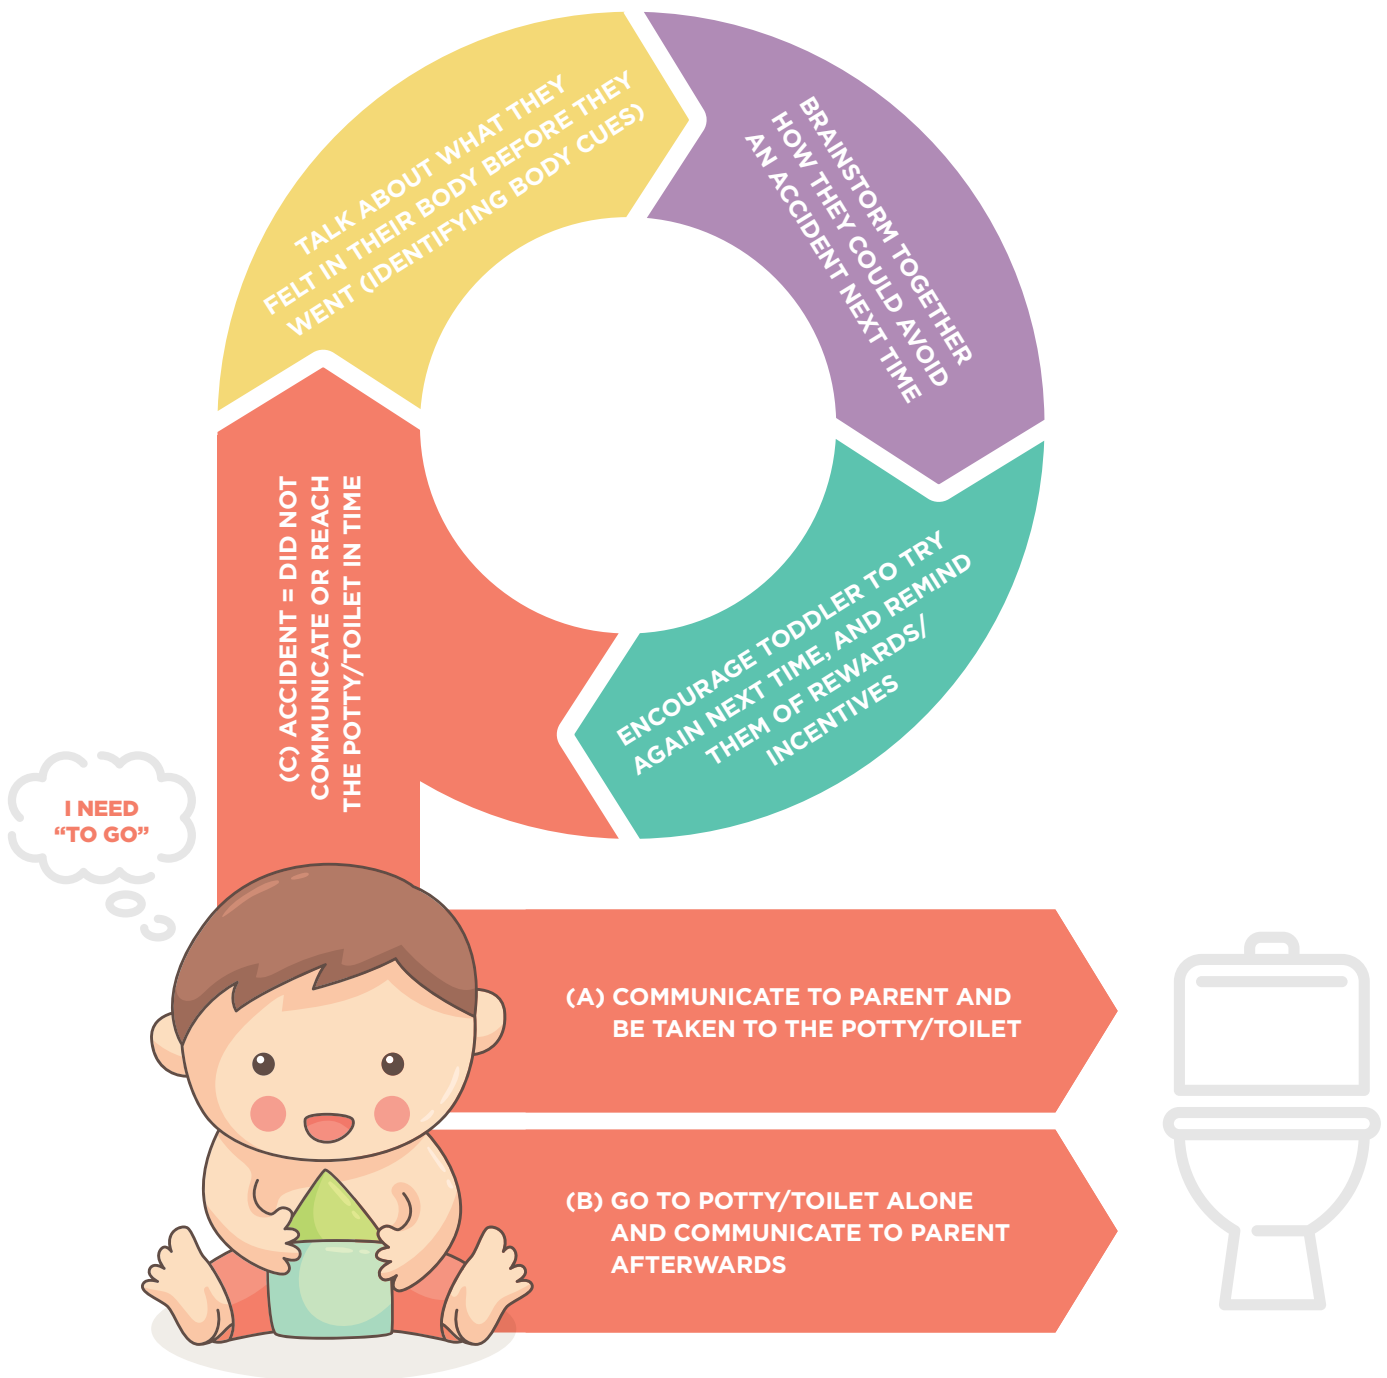 TALK ABOUT WHAT THEY
FELT IN THEIR BODY BEFORE THEY
WENT (IDENTIFYING BODY CUES)
BRAINSTORM TOGETHER
HOW THEY COULD AVOID
AN ACCIDENT NEXT TIME
ENCOURAGE TODDLER TO TRY
AGAIN NEXT TIME, AND REMIND
THEM OF REWARDS/
INCENTIVES
(C) ACCIDENT = DID NOT
COMMUNICATE OR REACH
THE POTTY/TOILET IN TIME
I NEED
“TO GO”
(A) COMMUNICATE TO PARENT AND
BE TAKEN TO THE POTTY/TOILET
(B) GO TO POTTY/TOILET ALONE
AND COMMUNICATE TO PARENT
AFTERWARDS